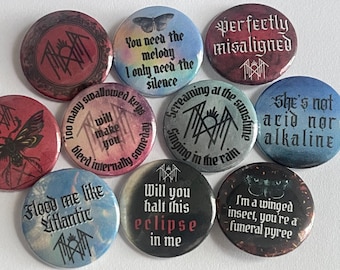 You need the
melody
I only need the
silence
Perfectly
misaligned
Too many swallowed keys
will
make you
bleed internally someday
Screaming at the sunshine
Singing in the rain
She's not
acid nor
alkaline
Flood me like
Atlantic
Will you
halt this
eclipse
in me
I'm a winged
insect, you're a
funeral pyree